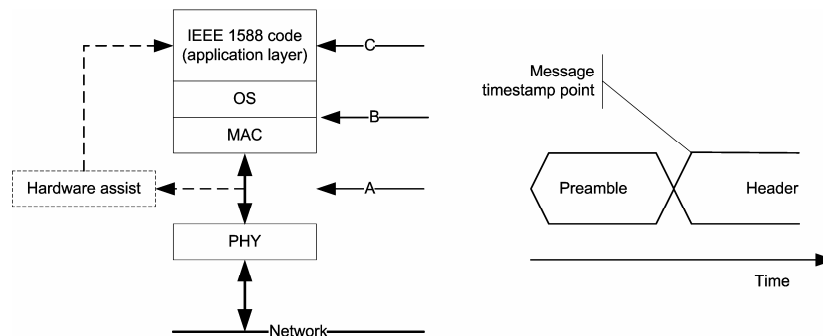 IEEE 1588 code
(application layer)
C
OS
B
MAC
Hardware assist
A
PHY
Network
Message
timestamp point
Preamble
Header
Time